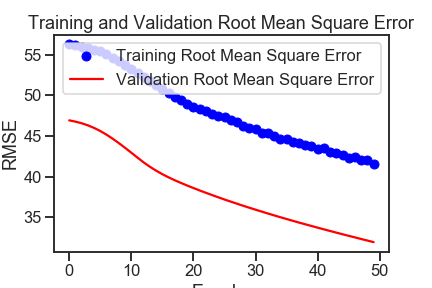 Training and Validation Root Mean Square Error
Training Root Mean Square Error
Validation Root Mean Square Error
RMSE
55
50
45
40
35
0 10 20 30 40 50